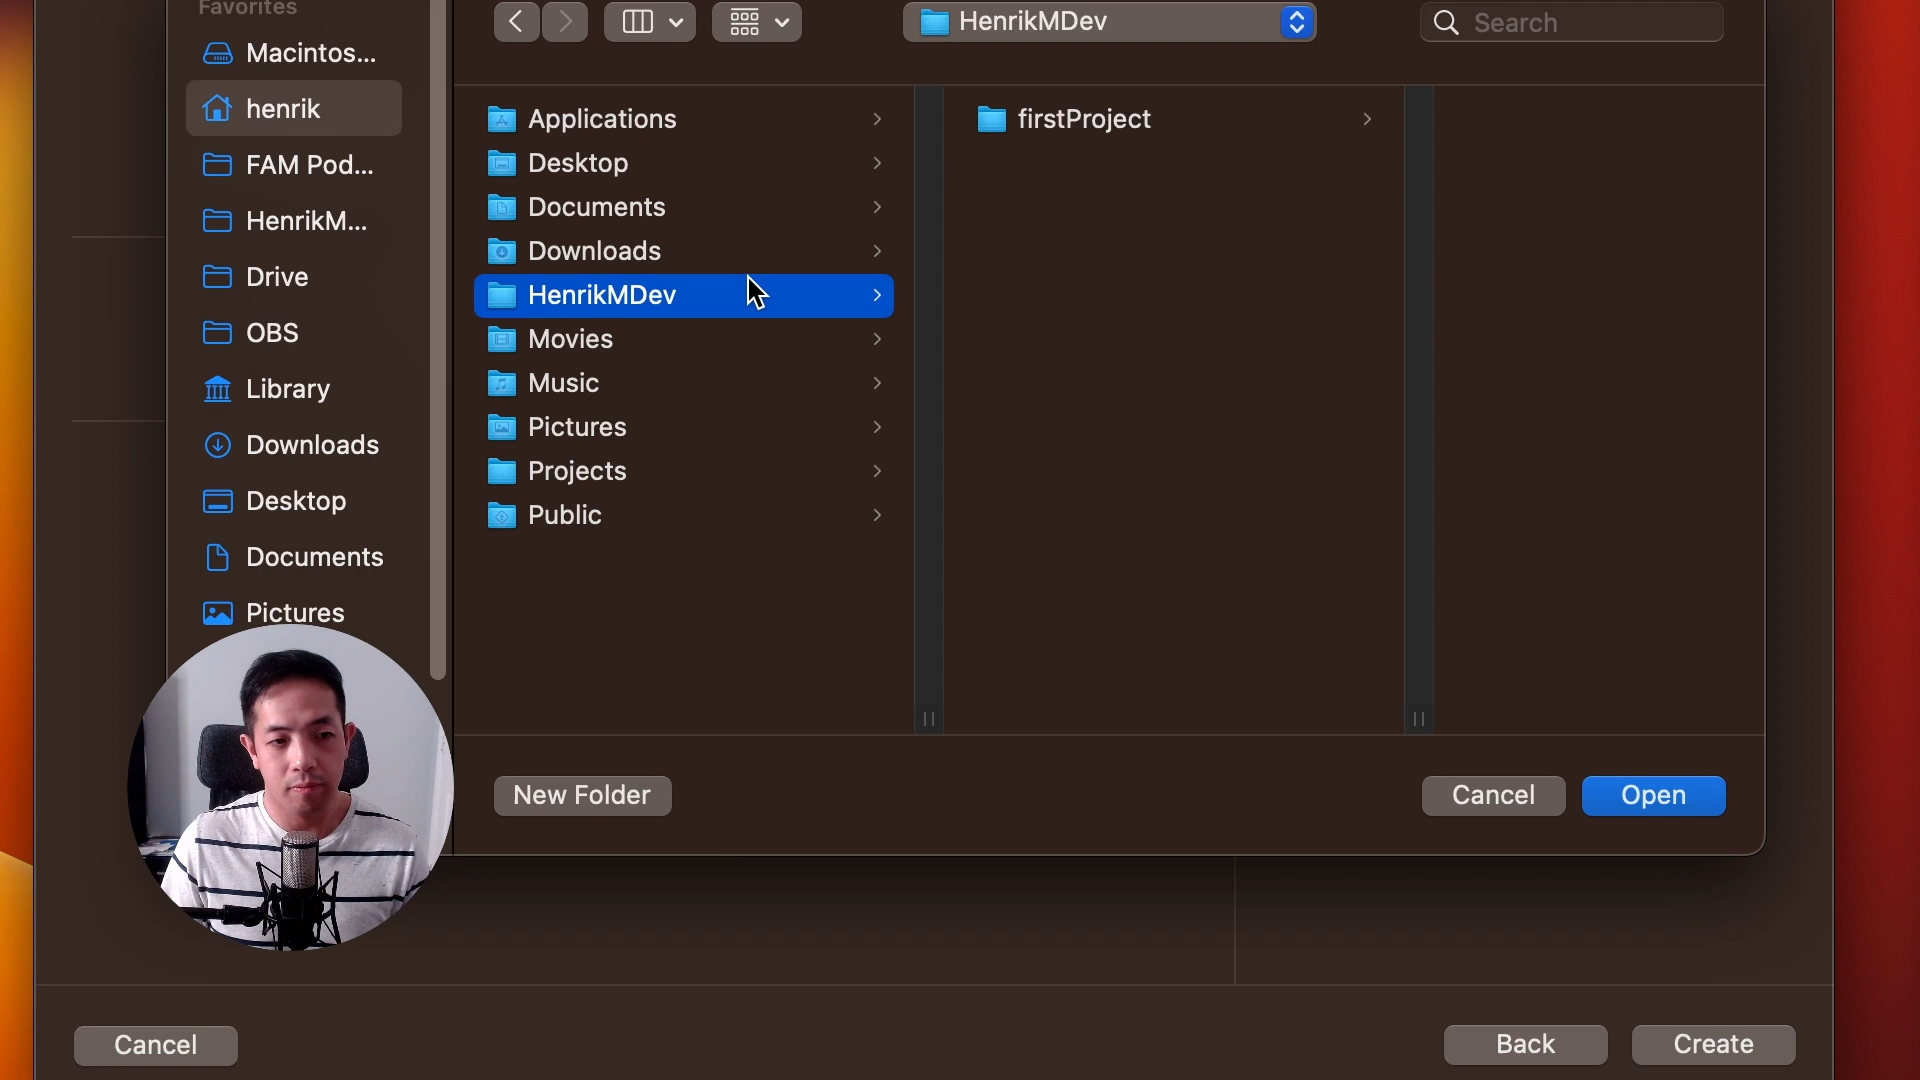 Favorites
Macintos...
henrik
FAM Pod...
HenrikM...
Drive
OBS
Library
Downloads
Desktop
Documents
Pictures
HenrikMDev
Search
Applications
Desktop
Documents
Downloads
HenrikMDev
Movies
Music
Pictures
Projects
Public
firstProject
New Folder
Cancel
Open
Cancel
Back
Create